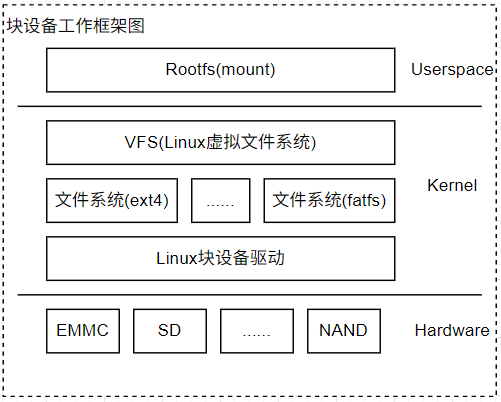 块设备工作框架图
Rootfs(mount)
Userspace
VFS(Linux虚拟文件系统)
Kernel
文件系统(ext4)
......
文件系统(fatfs)
Linux块设备驱动
EMMC
SD
......
NAND
Hardware